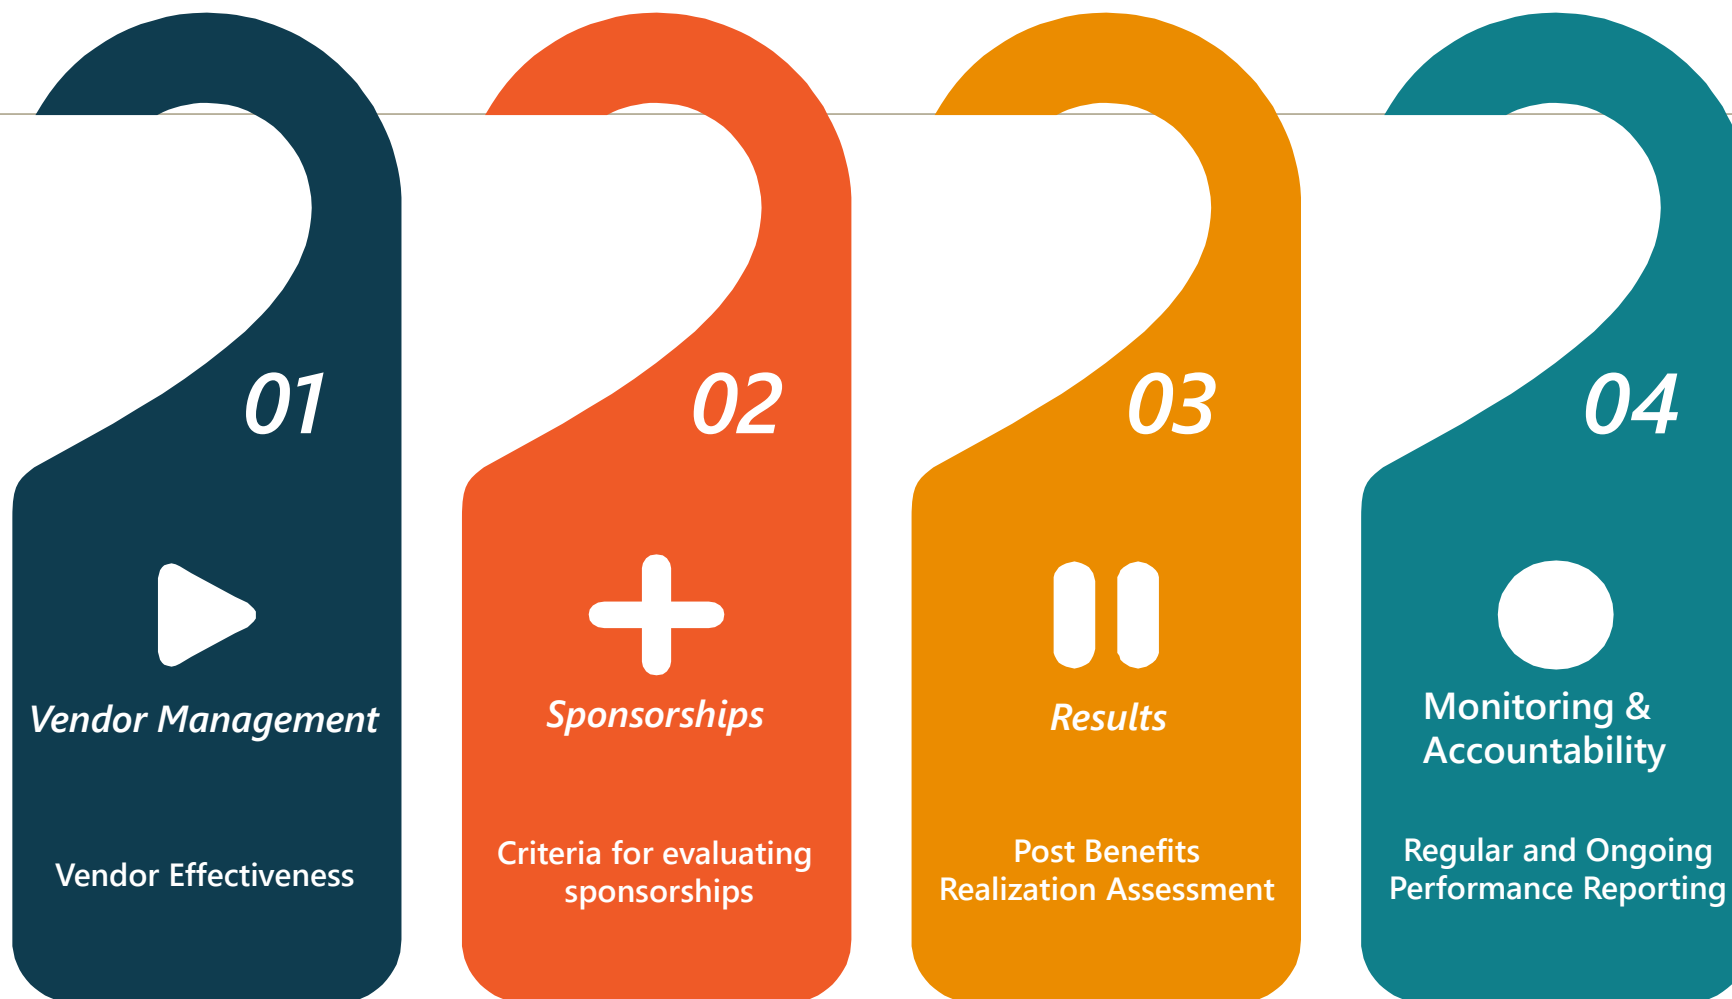 01
Vendor Management
Vendor Effectiveness
02
Sponsorships
Criteria for evaluating
sponsorships
03
Results
Post Benefits
Realization Assessment
04
Monitoring &
Accountability
Regular and Ongoing
Performance Reporting